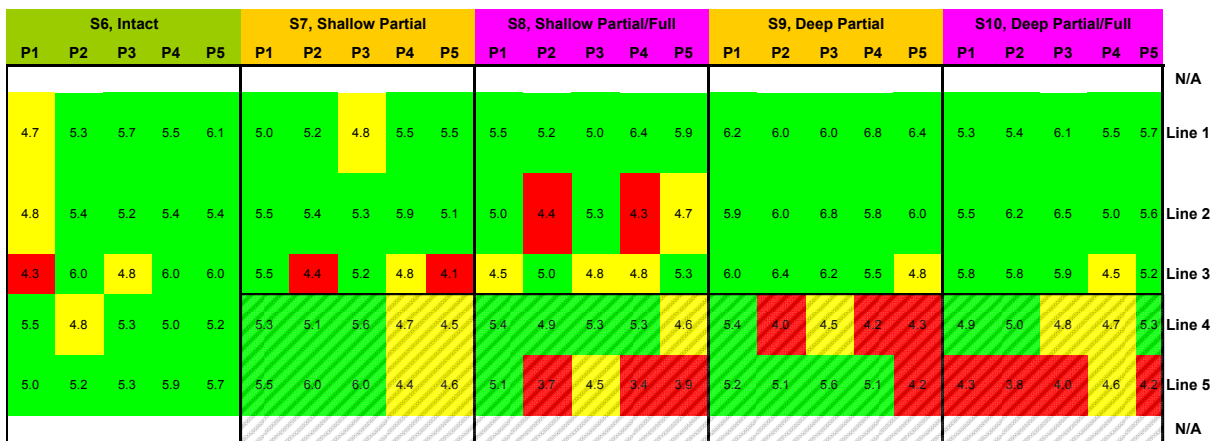 S6, Intact S7, Shallow Partial S8, Shallow Partial/Full S9, Deep Partial S10, Deep Partial/Full
P1 P2 P3 P4 P5 P1 P2 P3 P4 P5 P1 P2 P3 P4 P5 P1 P2 P3 P4 P5 P1 P2 P3 P4 P5
N/A
4.7 5.3 5.7 5.5 6.1 5.0 5.2 4.8 5.5 5.5 5.5 5.2 5.0 6.4 5.9 6.2 6.0 6.0 6.8 6.4 5.3 5.4 6.1 5.5 5.7 Line 1
4.8 5.4 5.2 5.4 5.4 5.5 5.4 5.3 5.9 5.1 5.0 4.4 5.3 4.3 4.7 5.9 6.0 6.8 5.8 6.0 5.5 6.2 6.5 5.0 5.6 Line 2
4.3 6.0 4.8 6.0 6.0 5.5 4.4 5.2 4.8 4.1 4.5 5.0 4.8 4.8 5.3 6.0 6.4 6.2 5.5 4.8 5.8 5.8 5.9 4.5 5.2 Line 3
5.5 4.8 5.3 5.0 5.2 5.3 5.1 5.6 4.7 4.5 5.4 4.9 5.3 5.3 4.6 5.4 4.0 4.5 4.2 4.3 4.9 5.0 4.8 4.7 5.3 Line 4
5.0 5.2 5.3 5.9 5.7 5.5 6.0 6.0 4.4 4.6 5.1 3.7 4.5 3.4 3.9 5.2 5.1 5.6 5.1 4.2 4.3 3.8 4.0 4.6 4.2 Line 5
N/A